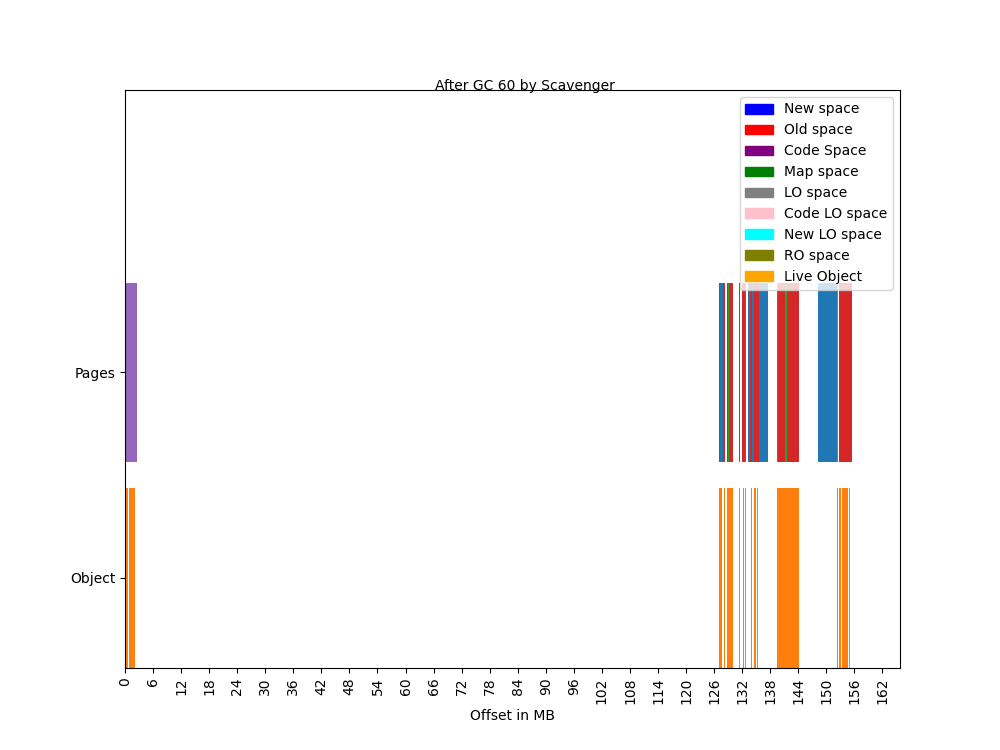 After GC 60 by Scavenger
New space
Old space
Code Space
Map space
LO space
Code LO space
New LO space
RO space
Live Object
Pages
Object
0 6 12 18 24 30 36 42 48 54 60 66 72 78 84 90 96 102 108 114 120 126 132 138 144 150 156 162
Offset in MB